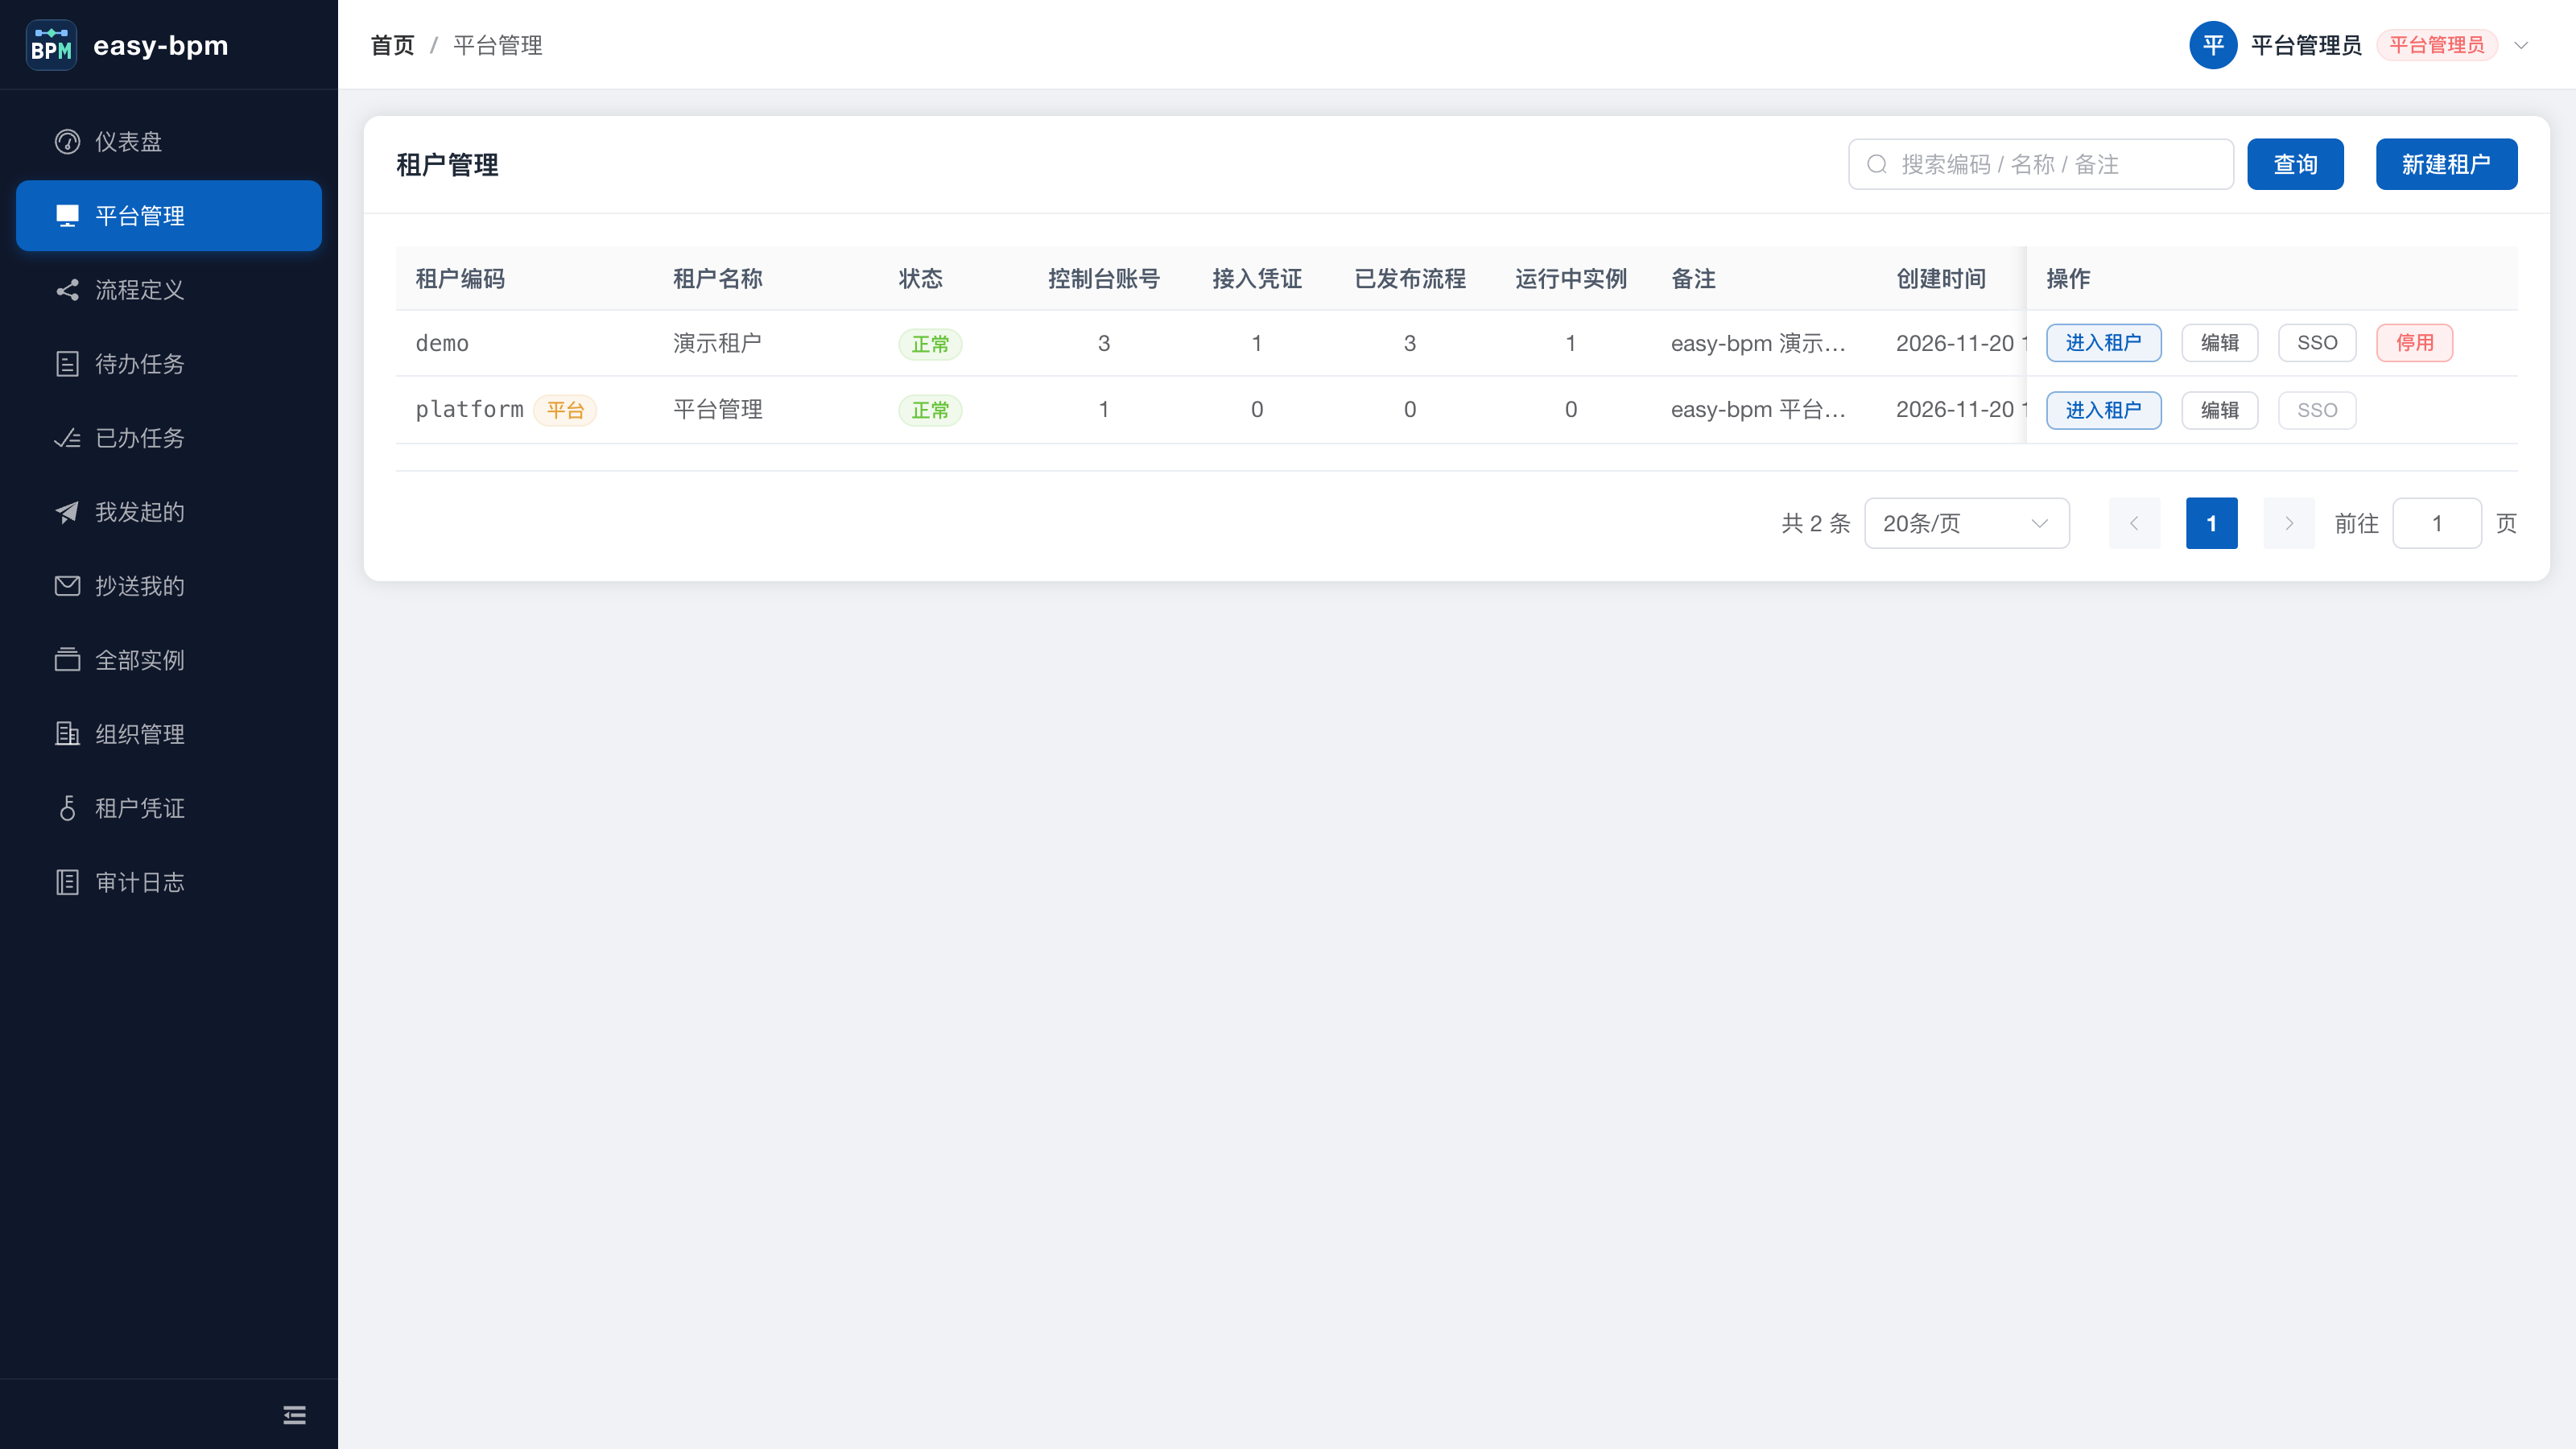 BPM easy-bpm
首页 / 平台管理
平 平台管理员 平台管理员
仪表盘
平台管理
流程定义
待办任务
已办任务
我发起的
抄送我的
全部实例
组织管理
租户凭证
审计日志
租户管理
搜索编码 / 名称 / 备注 查询 新建租户
租户编码 租户名称 状态 控制台账号 接入凭证 已发布流程 运行中实例 备注 创建时间 操作
demo 演示租户 正常 3 1 3 1 easy-bpm 演示... 2026-11-20 1 进入租户 编辑 SSO 停用
platform 平台 平台管理 正常 1 0 0 0 easy-bpm 平台... 2026-11-20 1 进入租户 编辑 SSO
共 2 条 20条/页 1 前往 1 页